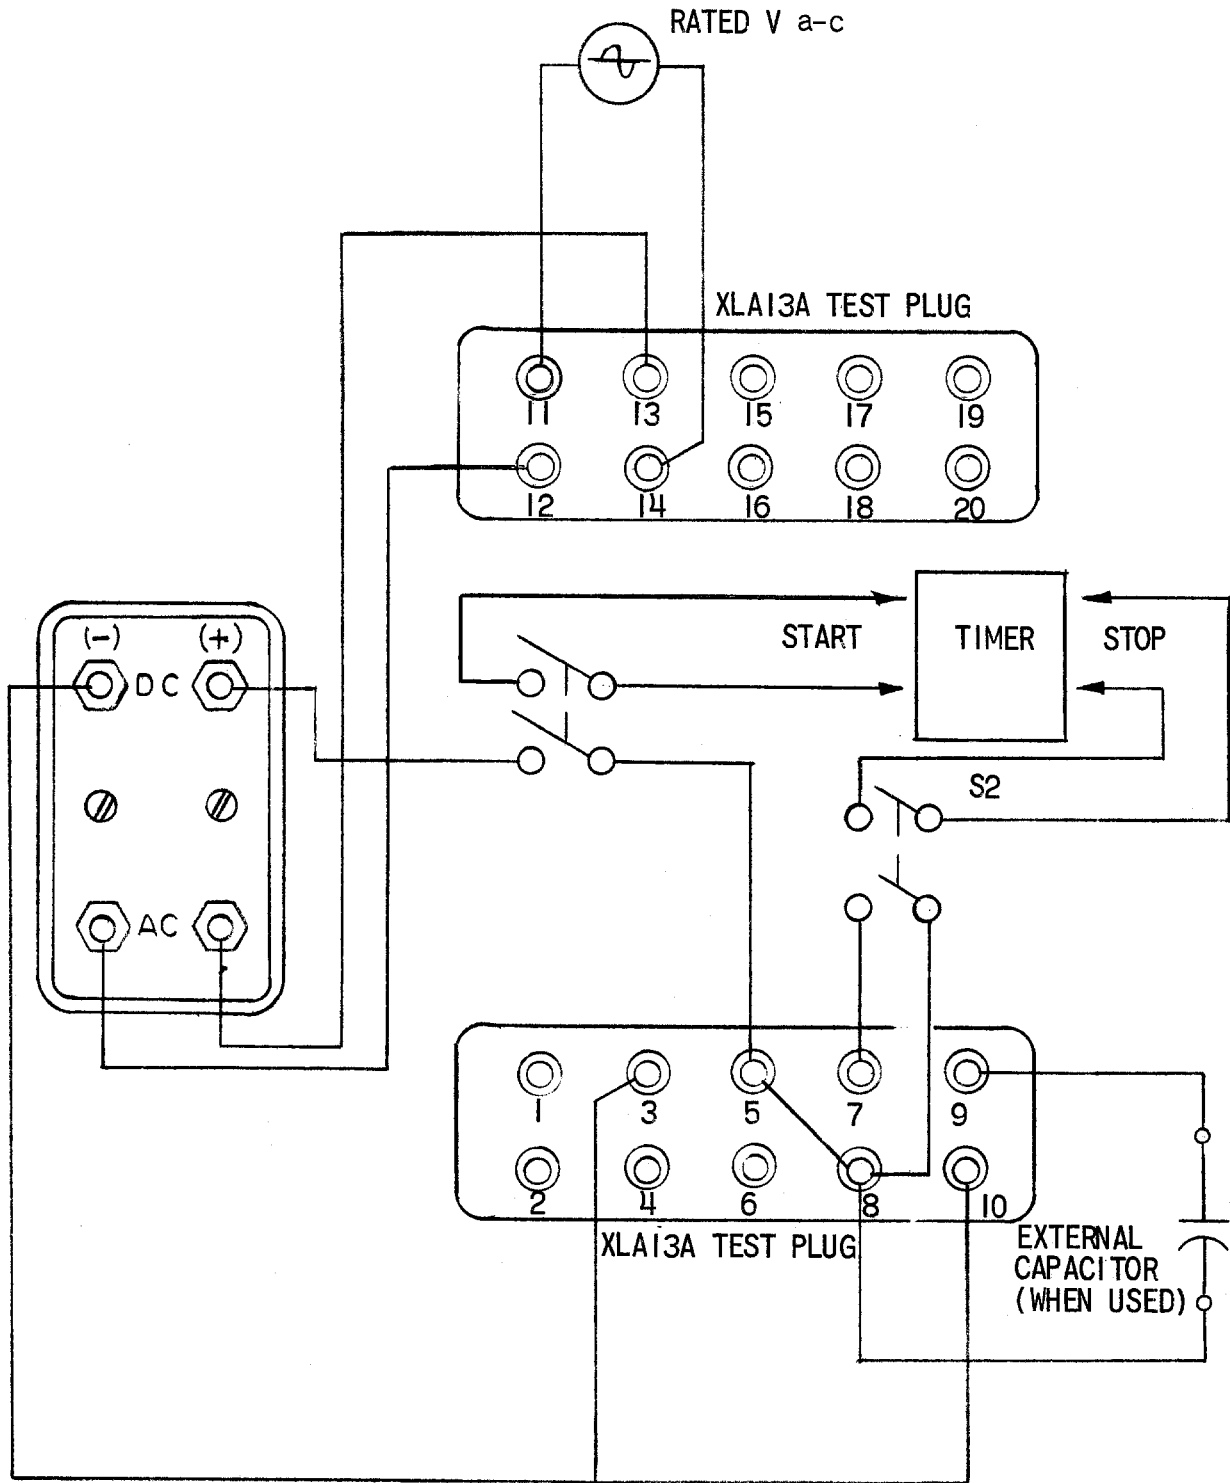 RATED V a-c
XLA13A TEST PLUG
11 13 15 17 19
12 14 16 18 20
START TIMER STOP
(-) (+)
DC
S2
AC
1 3 5 7 9
2 4 6 8 10
XLA13A TEST PLUG
EXTERNAL
CAPACITOR
(WHEN USED)